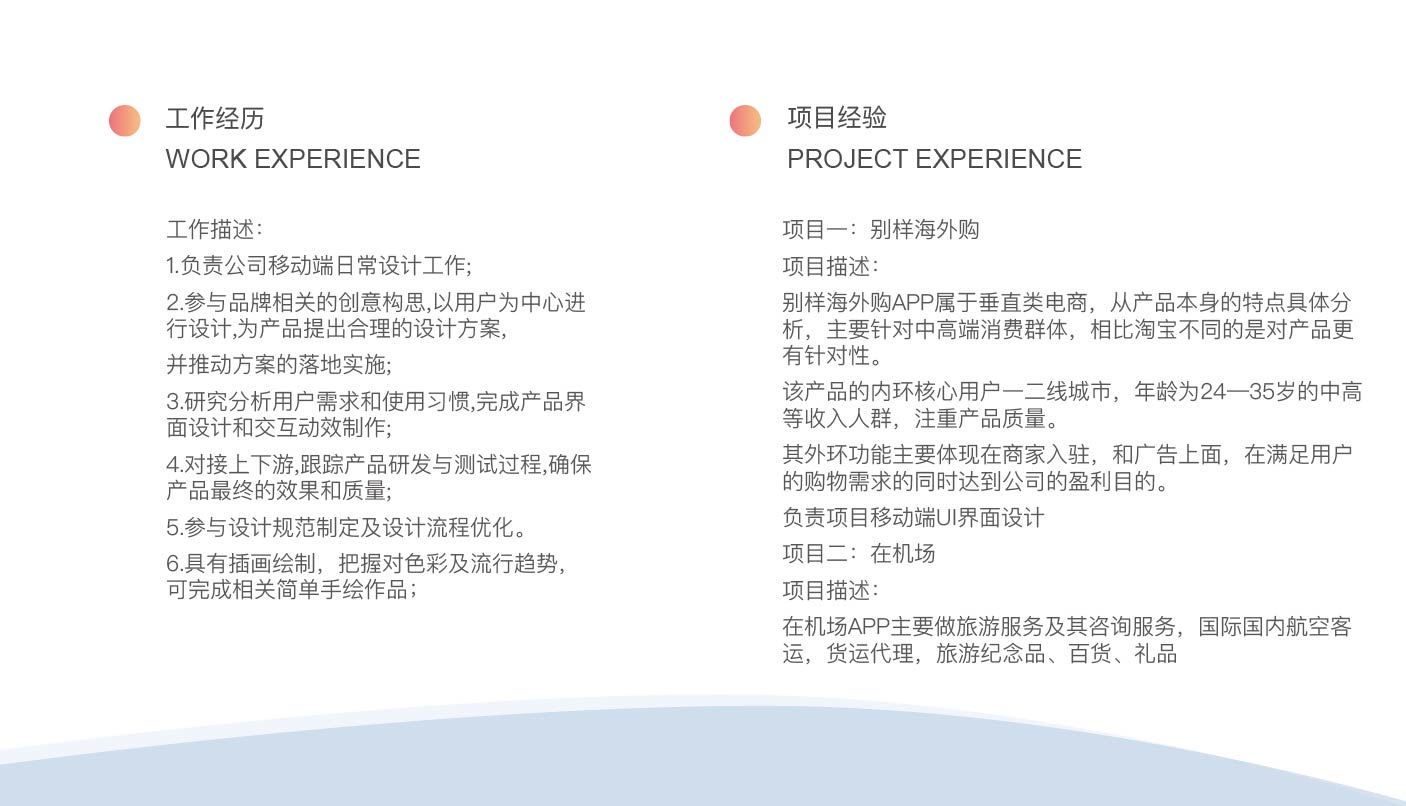 工作经历
WORK EXPERIENCE
工作描述：
1.负责公司移动端日常设计工作;
2.参与品牌相关的创意构思,以用户为中心进
行设计,为产品提出合理的设计方案,
并推动方案的落地实施;
3.研究分析用户需求和使用习惯,完成产品界
面设计和交互动效制作;
4.对接上下游,跟踪产品研发与测试过程,确保
产品最终的效果和质量;
5.参与设计规范制定及设计流程优化。
6.具有插画绘制，把握对色彩及流行趋势，
可完成相关简单手绘作品；
项目经验
PROJECT EXPERIENCE
项目一：别样海外购
项目描述：
别样海外购APP属于垂直类电商，从产品本身的特点具体分
析，主要针对中高端消费群体，相比淘宝不同的是对产品更
有针对性。
该产品的内环核心用户一二线城市，年龄为24—35岁的中高
等收入人群，注重产品质量。
其外环功能主要体现在商家入驻，和广告上面，在满足用户
的购物需求的同时达到公司的盈利目的。
负责项目移动端UI界面设计
项目二：在机场
项目描述：
在机场APP主要做旅游服务及其咨询服务，国际国内航空客
运，货运代理，旅游纪念品、百货、礼品